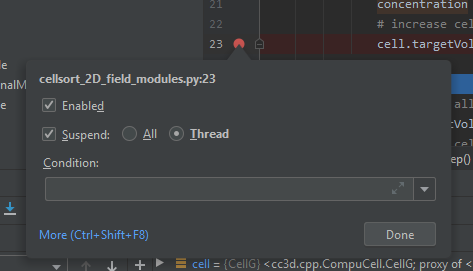 21
concentration
22
# increase cel
23
cell.targetVol
cellsort_2D_field_modules.py:23
Enabled
Suspend:
All
Thread
Condition:
More (Ctrl+Shift+F8)
Done
nalM
e
all
tVol
cel
ep()
cell = {CellG} <cc3d.cpp.CompuCell.CellG; proxy of <